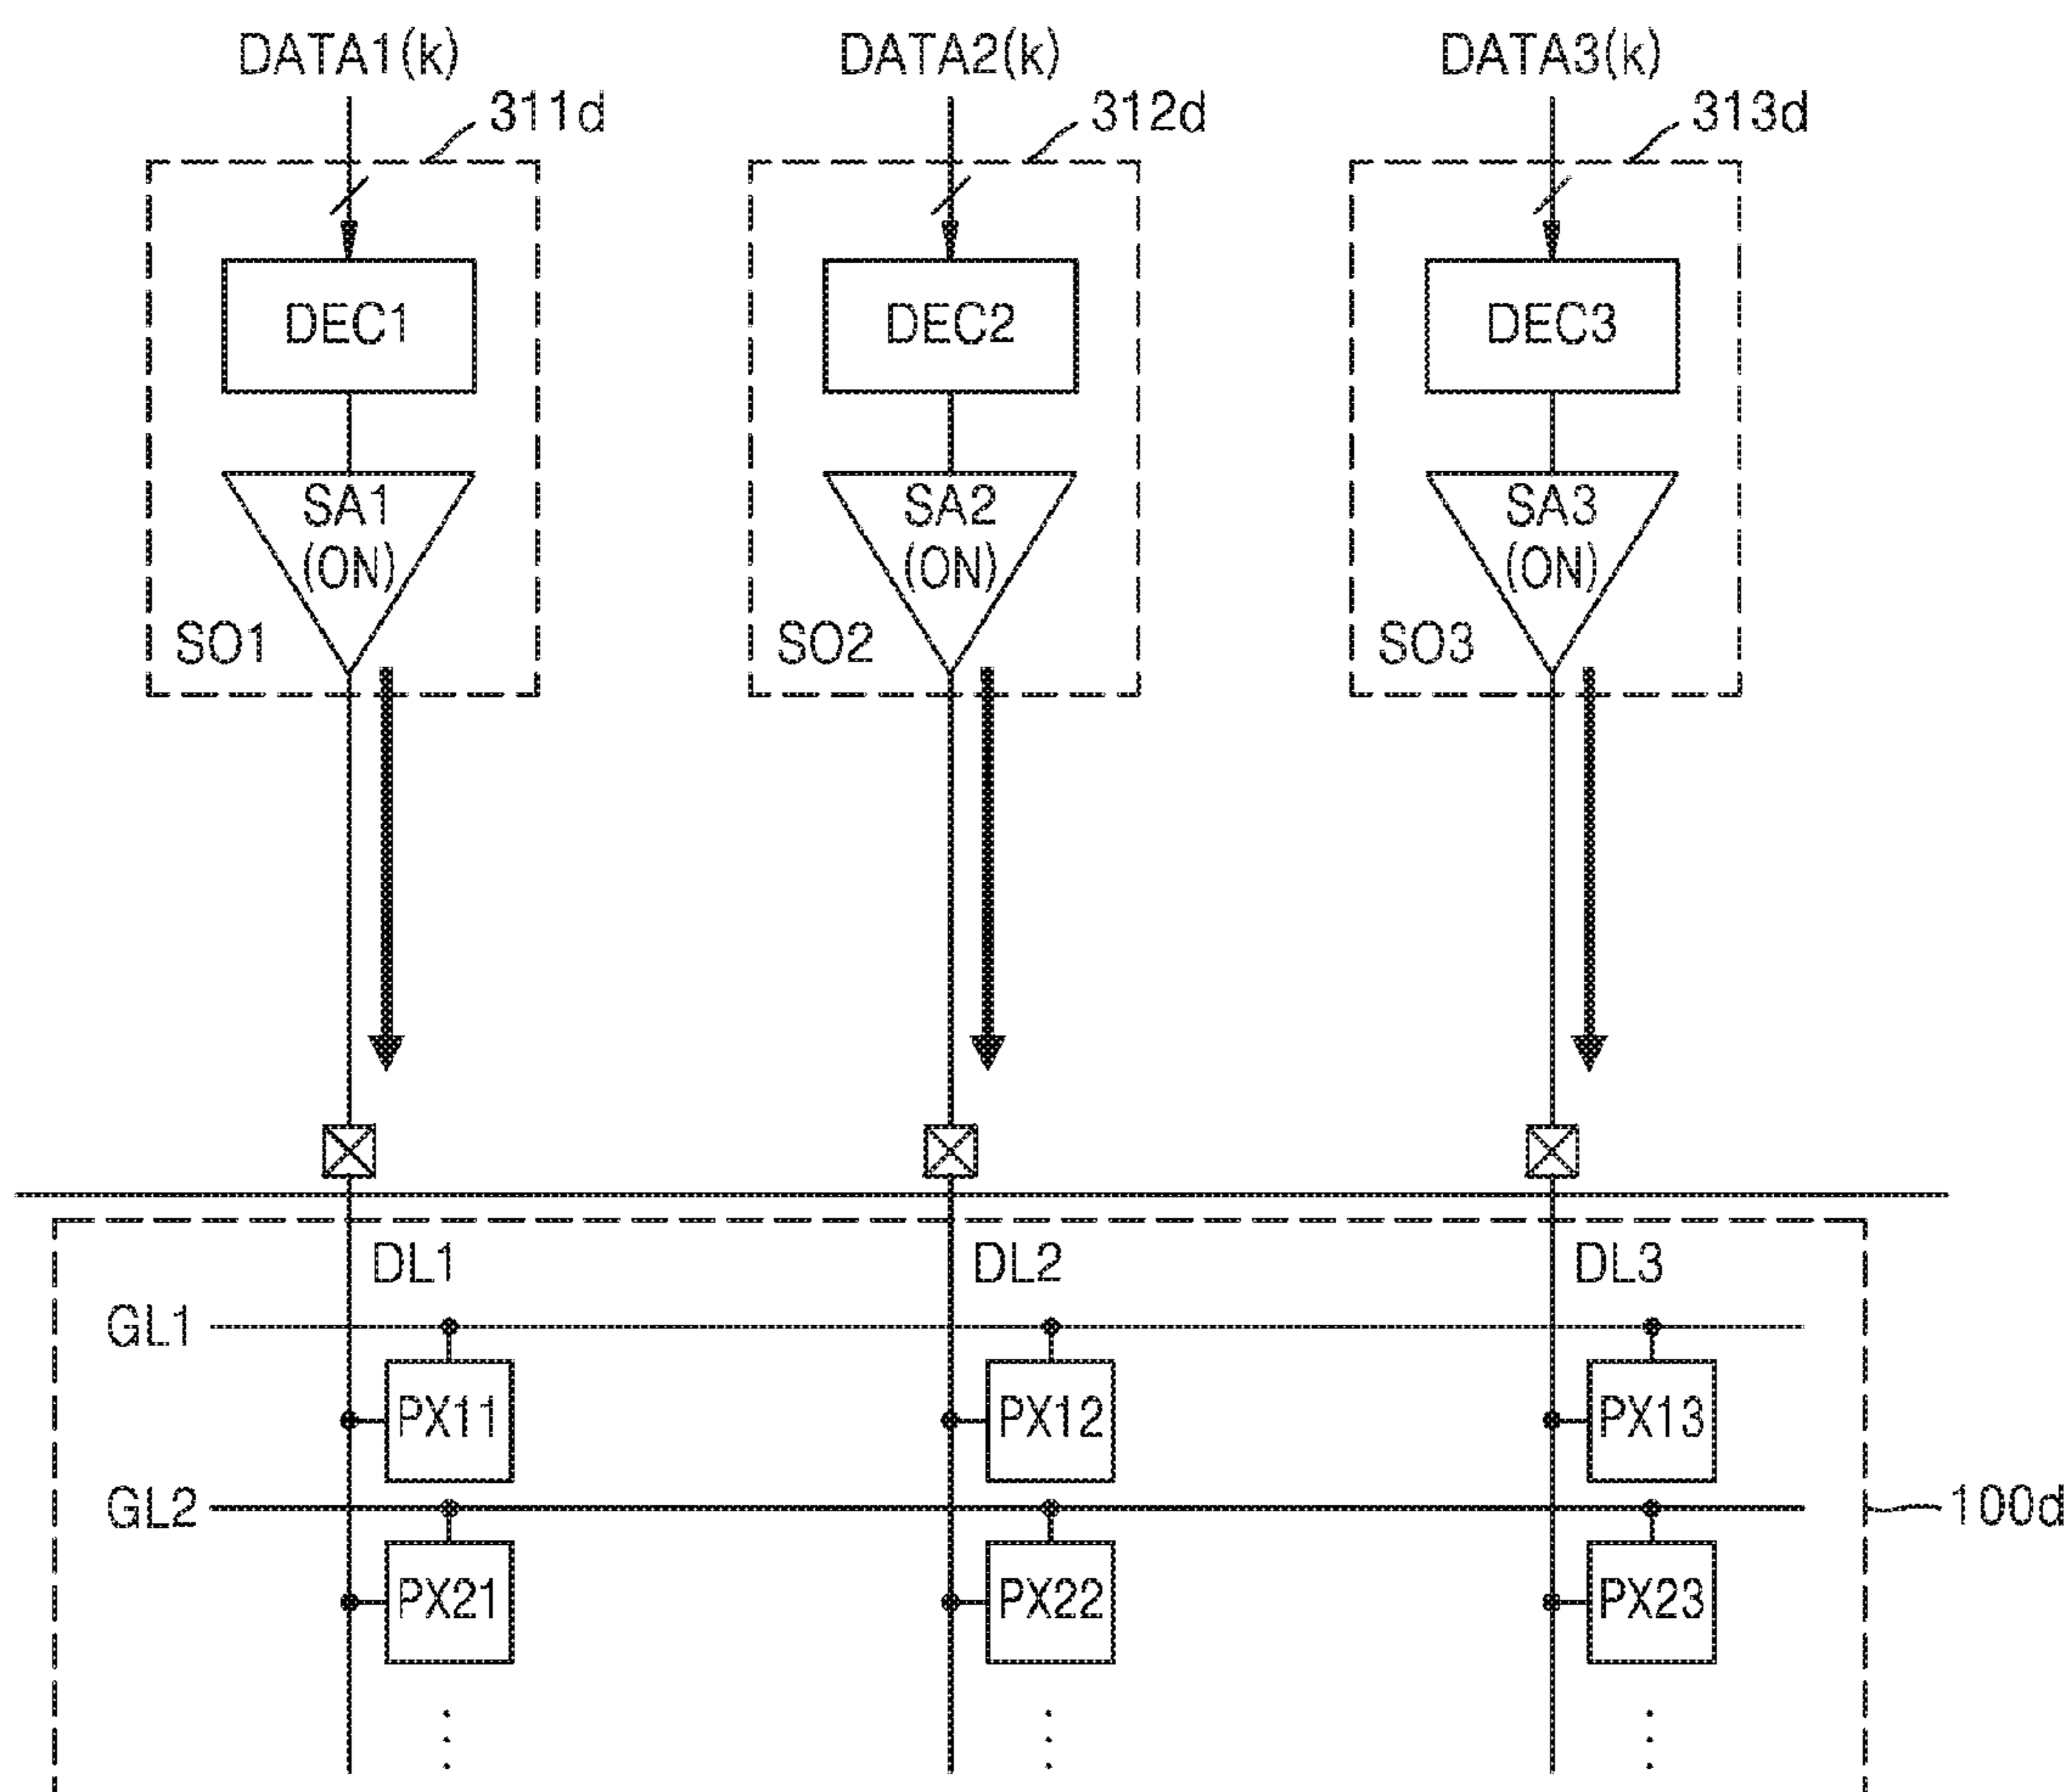 DATA1(k) DATA2(k) DATA3(k)
311d 312d 313d
DEC1 DEC2 DEC3
SA1 SA2 SA3
(ON) (ON) (ON)
SO1 SO2 SO3
DL1 DL2 DL3
GL1
PX11 PX12 PX13
GL2
100d
PX21 PX22 PX23